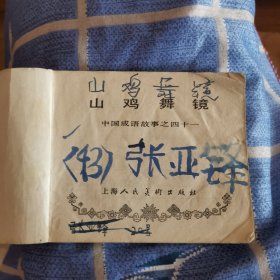 山鸡舞镜
山鸡舞镜
中国成语故事之四十一
(43)张亚锋
上海人民美术出版社